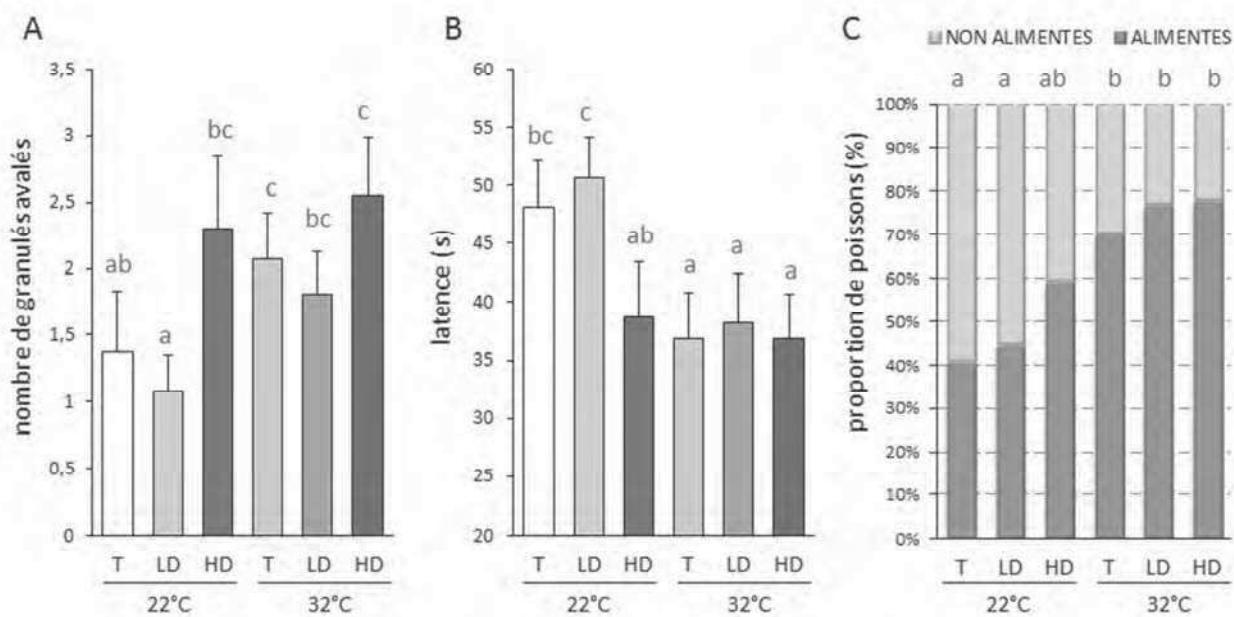 A
nombre de granulés avalés
3,5
3
2,5
2
1,5
1
0,5
0
ab
a
bc
c
bc
c
T LD HD T LD HD
22°C 32°C
B
latence (s)
60
55
50
45
40
35
30
25
20
bc
c
ab
a
a
a
T LD HD T LD HD
22°C 32°C
C
NON ALIMENTES ALIMENTES
a a ab b b b
proportion de poissons (%)
100%
90%
80%
70%
60%
50%
40%
30%
20%
10%
0%
T LD HD T LD HD
22°C 32°C